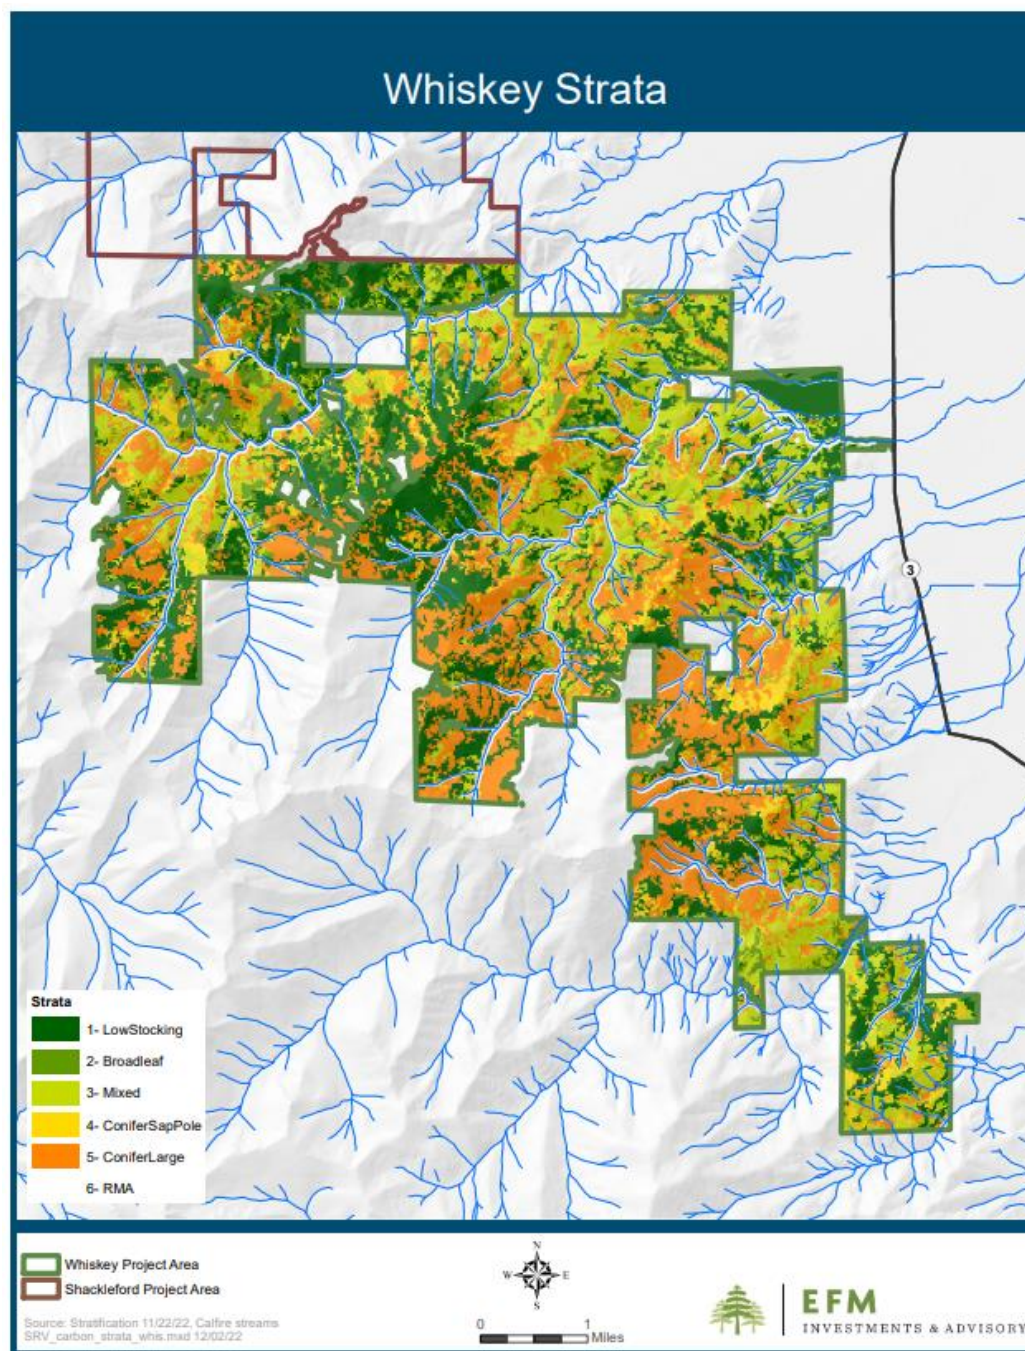 Whiskey Strata
3
Strata
1- LowStocking
2- Broadleaf
3- Mixed
4- ConiferSapPole
5- ConiferLarge
6- RMA
Whiskey Project Area
Shackleford Project Area
Source: Stratification 11/22/22, Calfire streams
SRV_carbon_strata_whis.mxd 12/02/22
N
W E
S
0 1
Miles
EFM
INVESTMENTS & ADVISORY